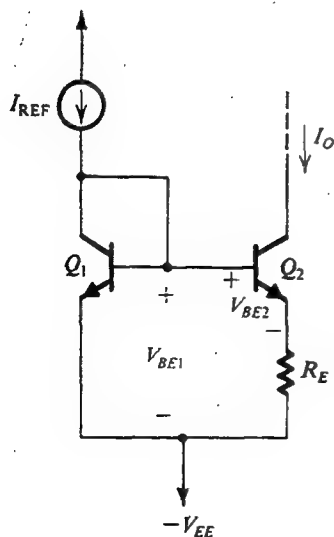 I_REF
I_O
Q_1
+
+
Q_2
V_BE2
−
V_BE1
R_E
−
−V_EE